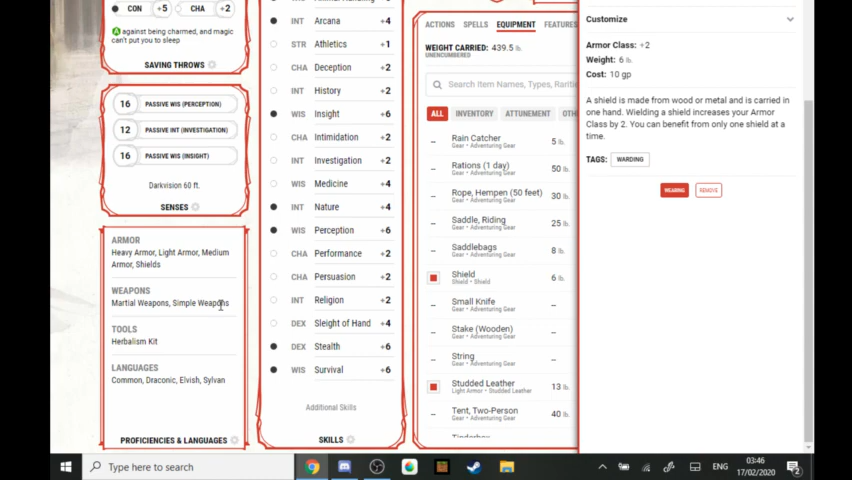 CON +5 CHA +2
against being charmed, and magic
can't put you to sleep
SAVING THROWS
16 PASSIVE WIS (PERCEPTION)
12 PASSIVE INT (INVESTIGATION)
16 PASSIVE WIS (INSIGHT)
Darkvision 60 ft.
SENSES
ARMOR
Heavy Armor, Light Armor, Medium
Armor, Shields
WEAPONS
Martial Weapons, Simple Weapons
TOOLS
Herbalism Kit
LANGUAGES
Common, Draconic, Elvish, Sylvan
PROFICIENCIES & LANGUAGES
INT Arcana +4
STR Athletics +1
CHA Deception +2
INT History +2
WIS Insight +6
CHA Intimidation +2
INT Investigation +2
WIS Medicine +4
INT Nature +4
WIS Perception +6
CHA Performance +2
CHA Persuasion +2
INT Religion +2
DEX Sleight of Hand +4
DEX Stealth +6
WIS Survival +6
Additional Skills
SKILLS
ACTIONS SPELLS EQUIPMENT FEATURES
WEIGHT CARRIED: 439.5 lb.
UNENCUMBERED
Search Item Names, Types, Rarities
ALL INVENTORY ATTUNEMENT
Rain Catcher 5 lb.
Gear • Adventuring Gear
Rations (1 day) 50 lb.
Gear • Adventuring Gear
Rope, Hempen (50 feet) 30 lb.
Gear • Adventuring Gear
Saddle, Riding 25 lb.
Gear • Adventuring Gear
Saddlebags 8 lb.
Gear • Adventuring Gear
Shield 6 lb.
Shield • Shield
Small Knife --
Gear • Adventuring Gear
Stake (Wooden) --
Gear • Adventuring Gear
String --
Gear • Adventuring Gear
Studded Leather 13 lb.
Light Armor • Studded Leather
Tent, Two-Person 40 lb.
Gear • Adventuring Gear
Customize
Armor Class: +2
Weight: 6 lb.
Cost: 10 gp
A shield is made from wood or metal and is carried in
one hand. Wielding a shield increases your Armor
Class by 2. You can benefit from only one shield at a
time.
TAGS: WARDING
WEARING REMOVE
Type here to search
ENG
03:46
17/02/2020
2